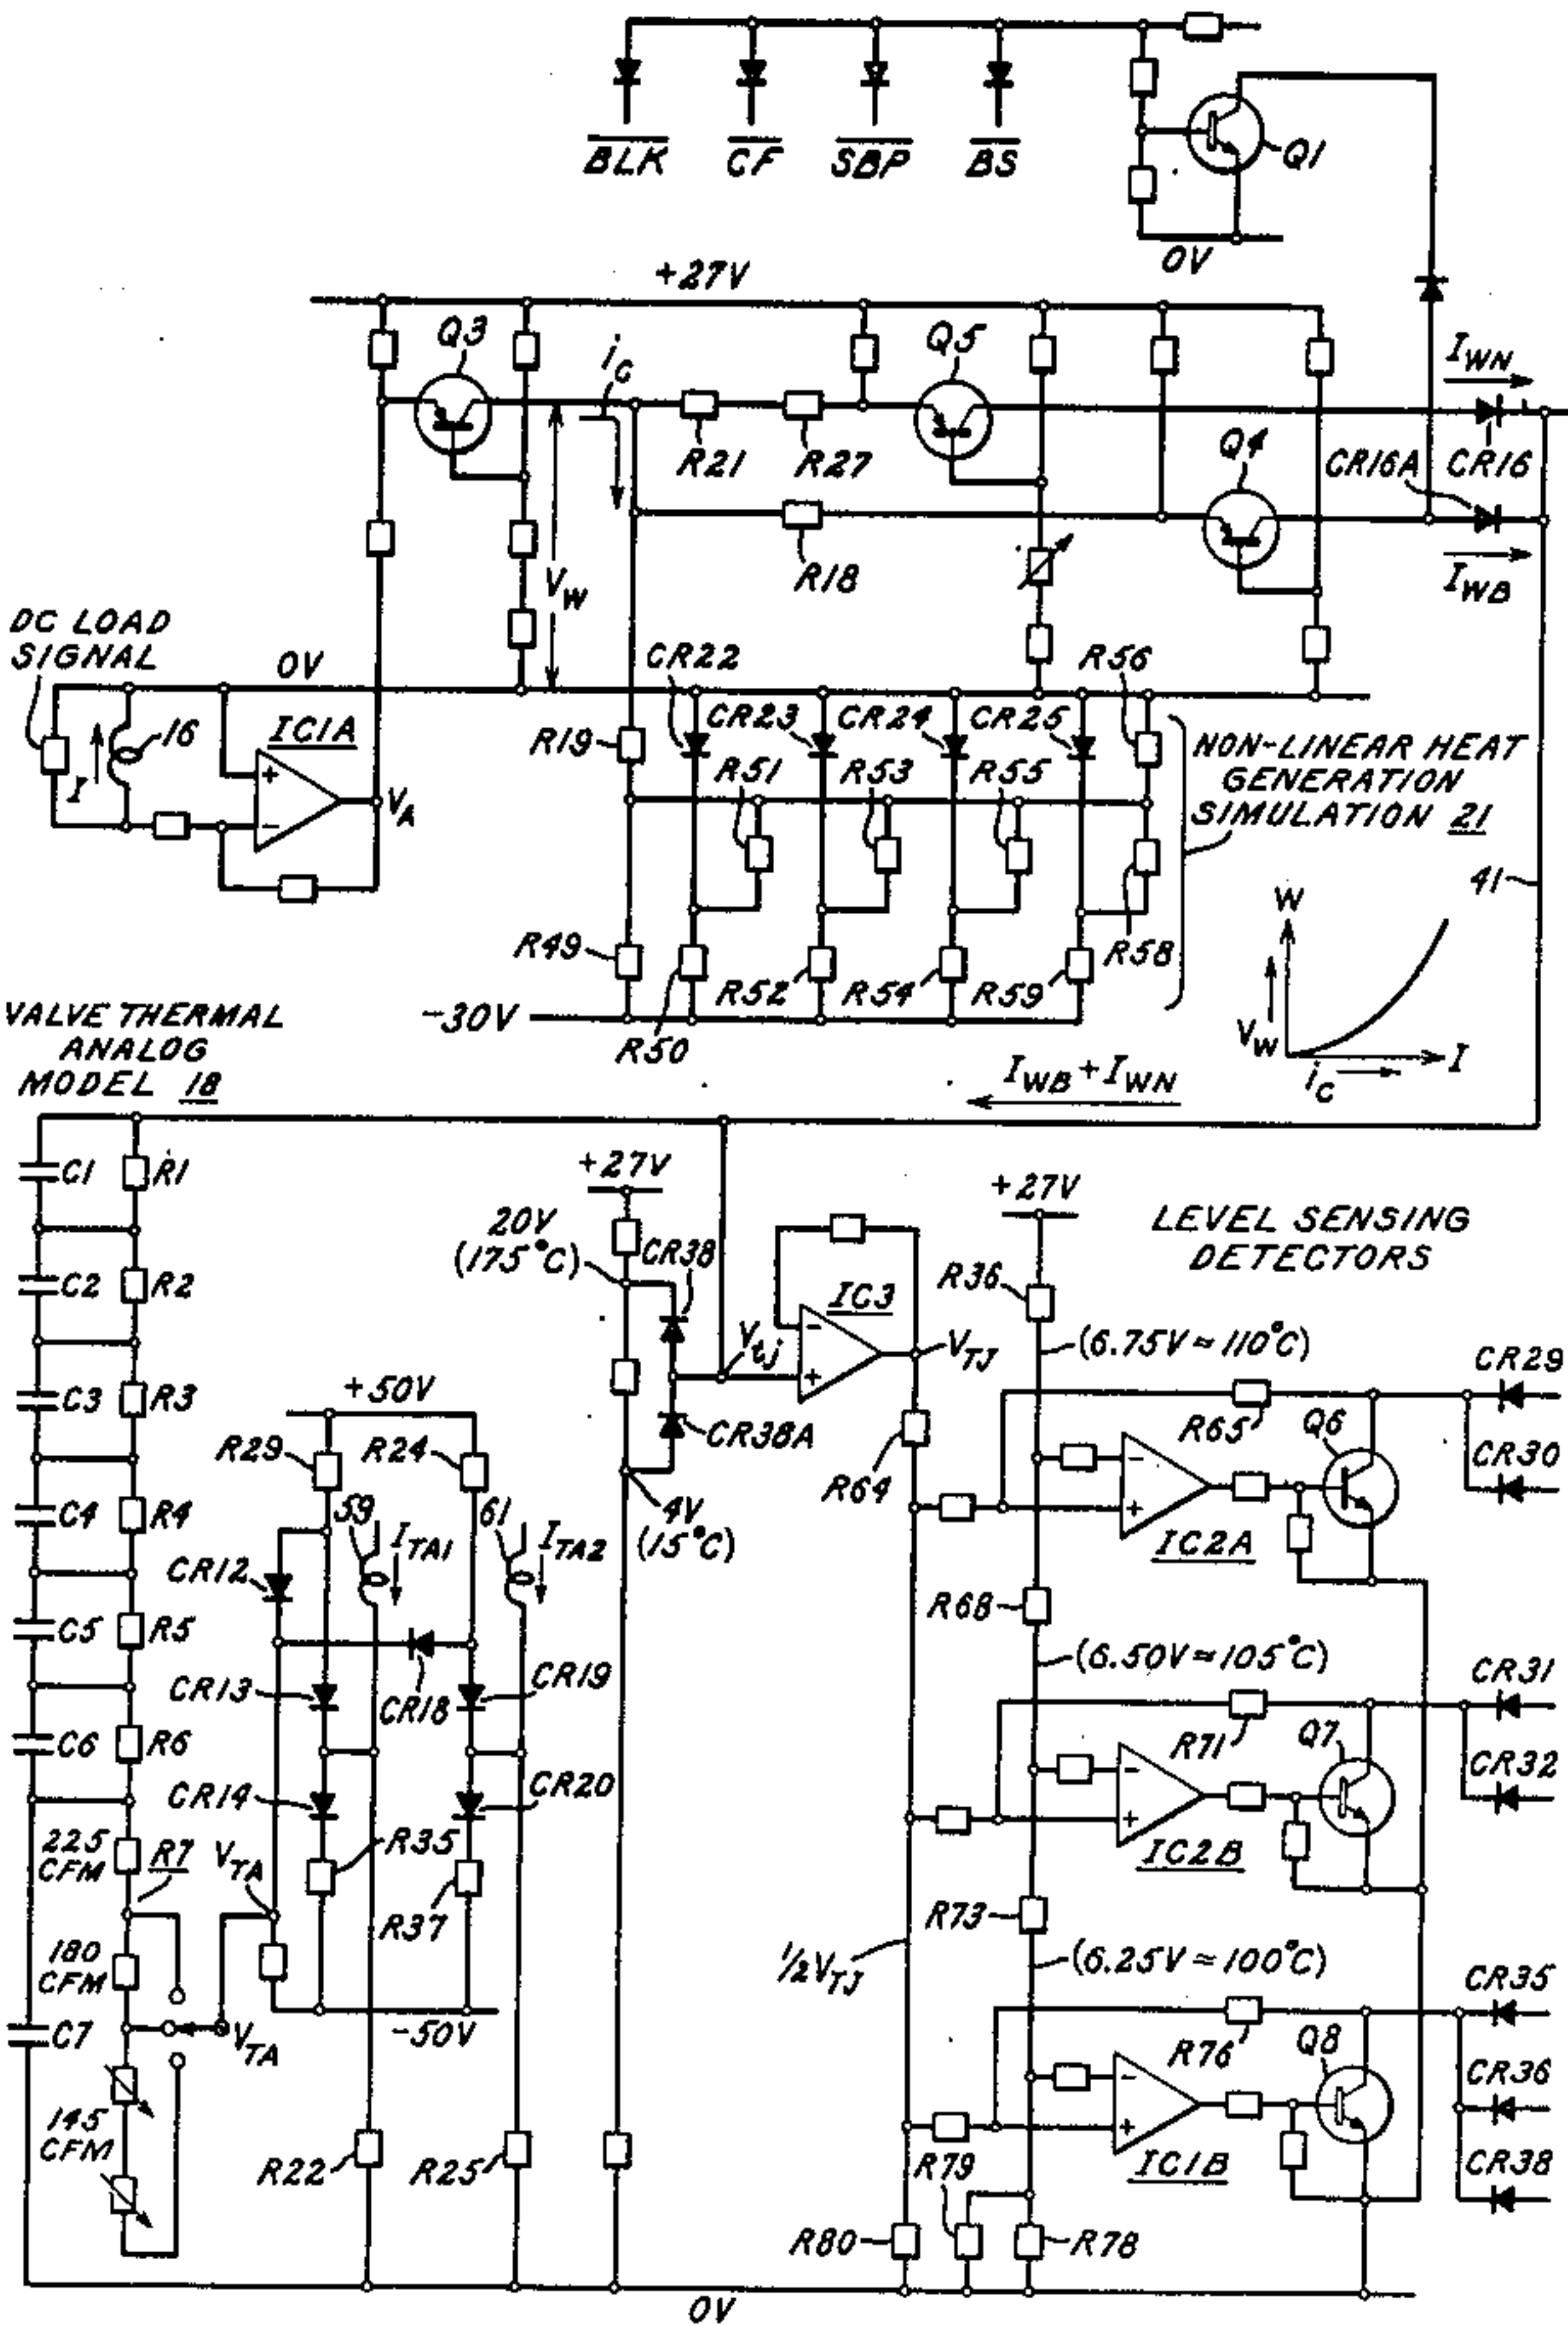 BLK CF SBP BS
Q1
0V
+27V
Q3
iC
Q5
IWN
R21 R27
Q4
CR16A CR16
VW
R18
IWB
DC LOAD
SIGNAL
0V
CR22
R56
16
IC1A
I
R19
CR23
CR24
CR25
NON-LINEAR HEAT
GENERATION
SIMULATION 21
R51
R53
R55
VA
41
W
R49
R58
R52
R54
R59
-30V
R50
VW
iC
I
VALVE THERMAL
ANALOG
MODEL 18
IWB + IWN
C1 R1
+27V
+27V
20V
(175°C)
CR38
LEVEL SENSING
DETECTORS
C2 R2
IC3
R36
Vtj
VTJ
(6.75V≈110°C)
CR29
C3 R3
+50V
R29
R24
CR38A
R65
Q6
CR30
C4 R4
59
ITA1
61
ITA2
4V
(15°C)
R64
IC2A
CR12
R68
C5 R5
(6.50V≈105°C)
CR31
CR13
CR18
CR19
R71
Q7
C6 R6
CR14
CR20
CR32
225
CFM
R7
VTA
R35
IC2B
R37
R73
180
CFM
1/2VTJ
(6.25V≈100°C)
CR35
C7
VTA
-50V
R76
Q8
CR36
145
CFM
R22
R25
R79
IC1B
CR38
R80
R78
0V